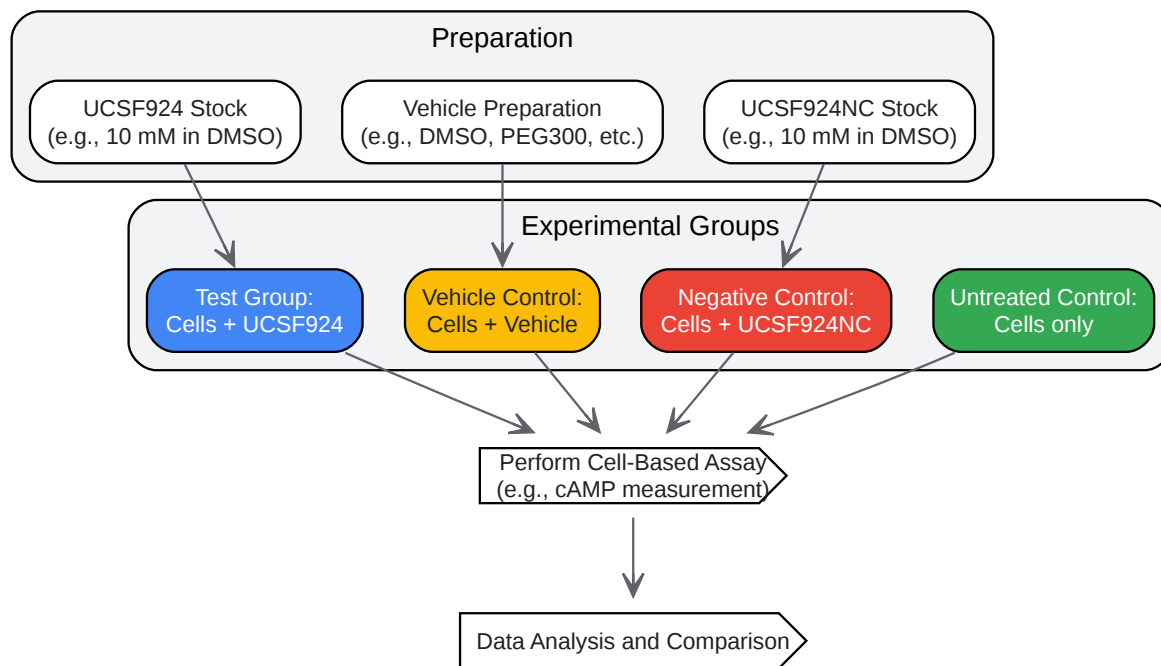 Preparation
UCSF924 Stock
(e.g., 10 mM in DMSO)
Vehicle Preparation
(e.g., DMSO, PEG300, etc.)
UCSF924NC Stock
(e.g., 10 mM in DMSO)
Experimental Groups
Test Group:
Cells + UCSF924
Vehicle Control:
Cells + Vehicle
Negative Control:
Cells + UCSF924NC
Untreated Control:
Cells only
Perform Cell-Based Assay
(e.g., cAMP measurement)
Data Analysis and Comparison